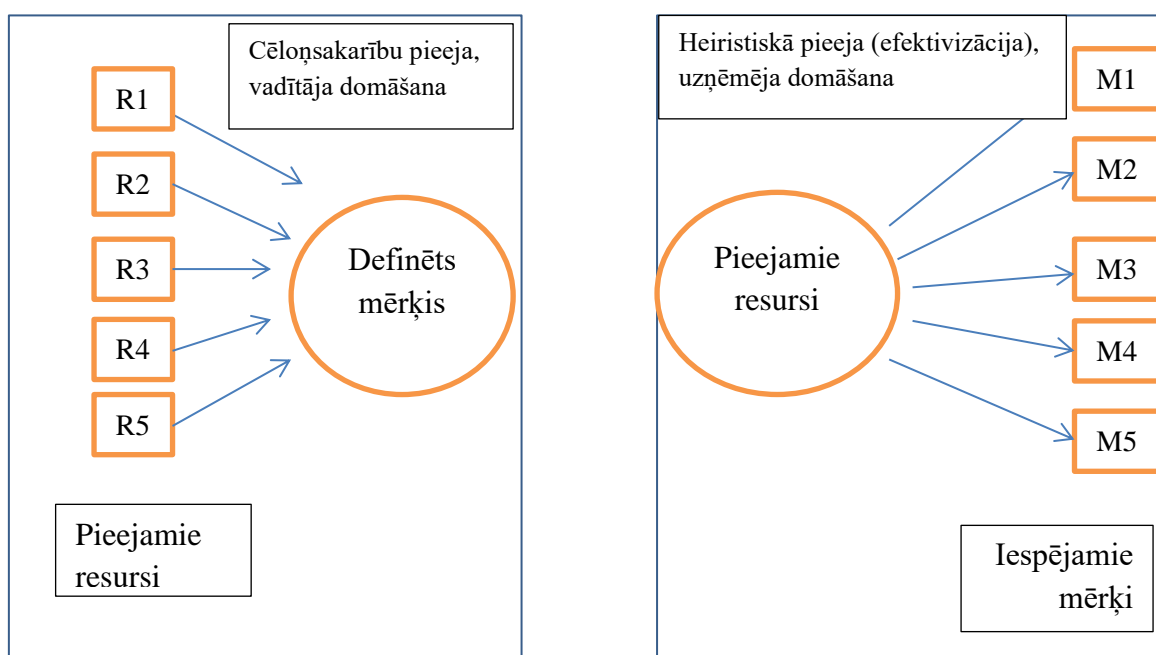 Cēloņsakarību pieeja,
vadītāja domāšana
R1
R2
R3
R4
R5
Definēts
mērķis
Pieejamie
resursi
Heiristiskā pieeja (efektivizācija),
uzņēmēja domāšana
M1
M2
M3
M4
M5
Pieejamie
resursi
Iespējamie
mērķi